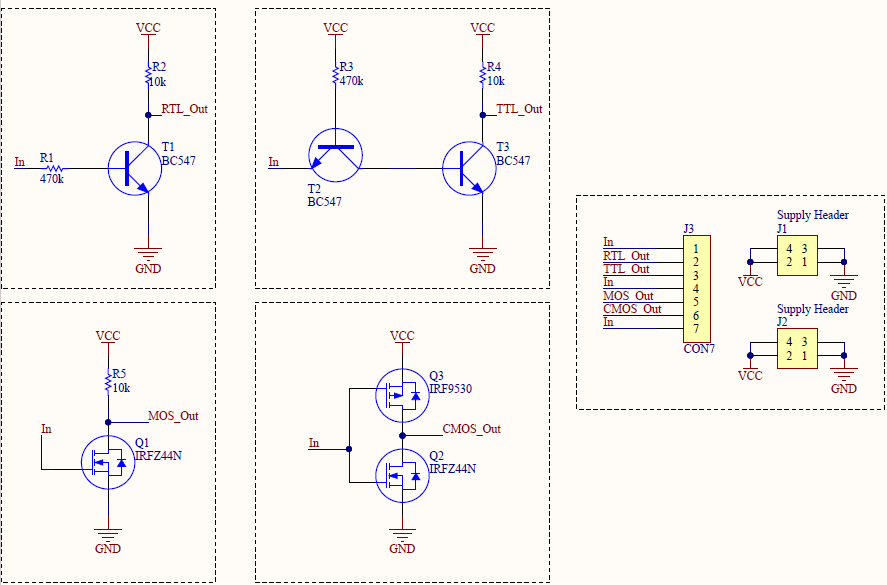 VCC
R2
10k
RTL_Out
In
R1
470k
T1
BC547
GND
VCC
R3
470k
VCC
R4
10k
TTL_Out
In
T2
BC547
T3
BC547
GND
VCC
R5
10k
MOS_Out
In
Q1
IRFZ44N
GND
VCC
Q3
IRF9530
CMOS_Out
In
Q2
IRFZ44N
GND
J3
In 1
RTL_Out 2
TTL_Out 3
In 4
MOS_Out 5
CMOS_Out 6
In 7
CON7
Supply Header
J1
4 3
2 1
VCC
GND
Supply Header
J2
4 3
2 1
VCC
GND